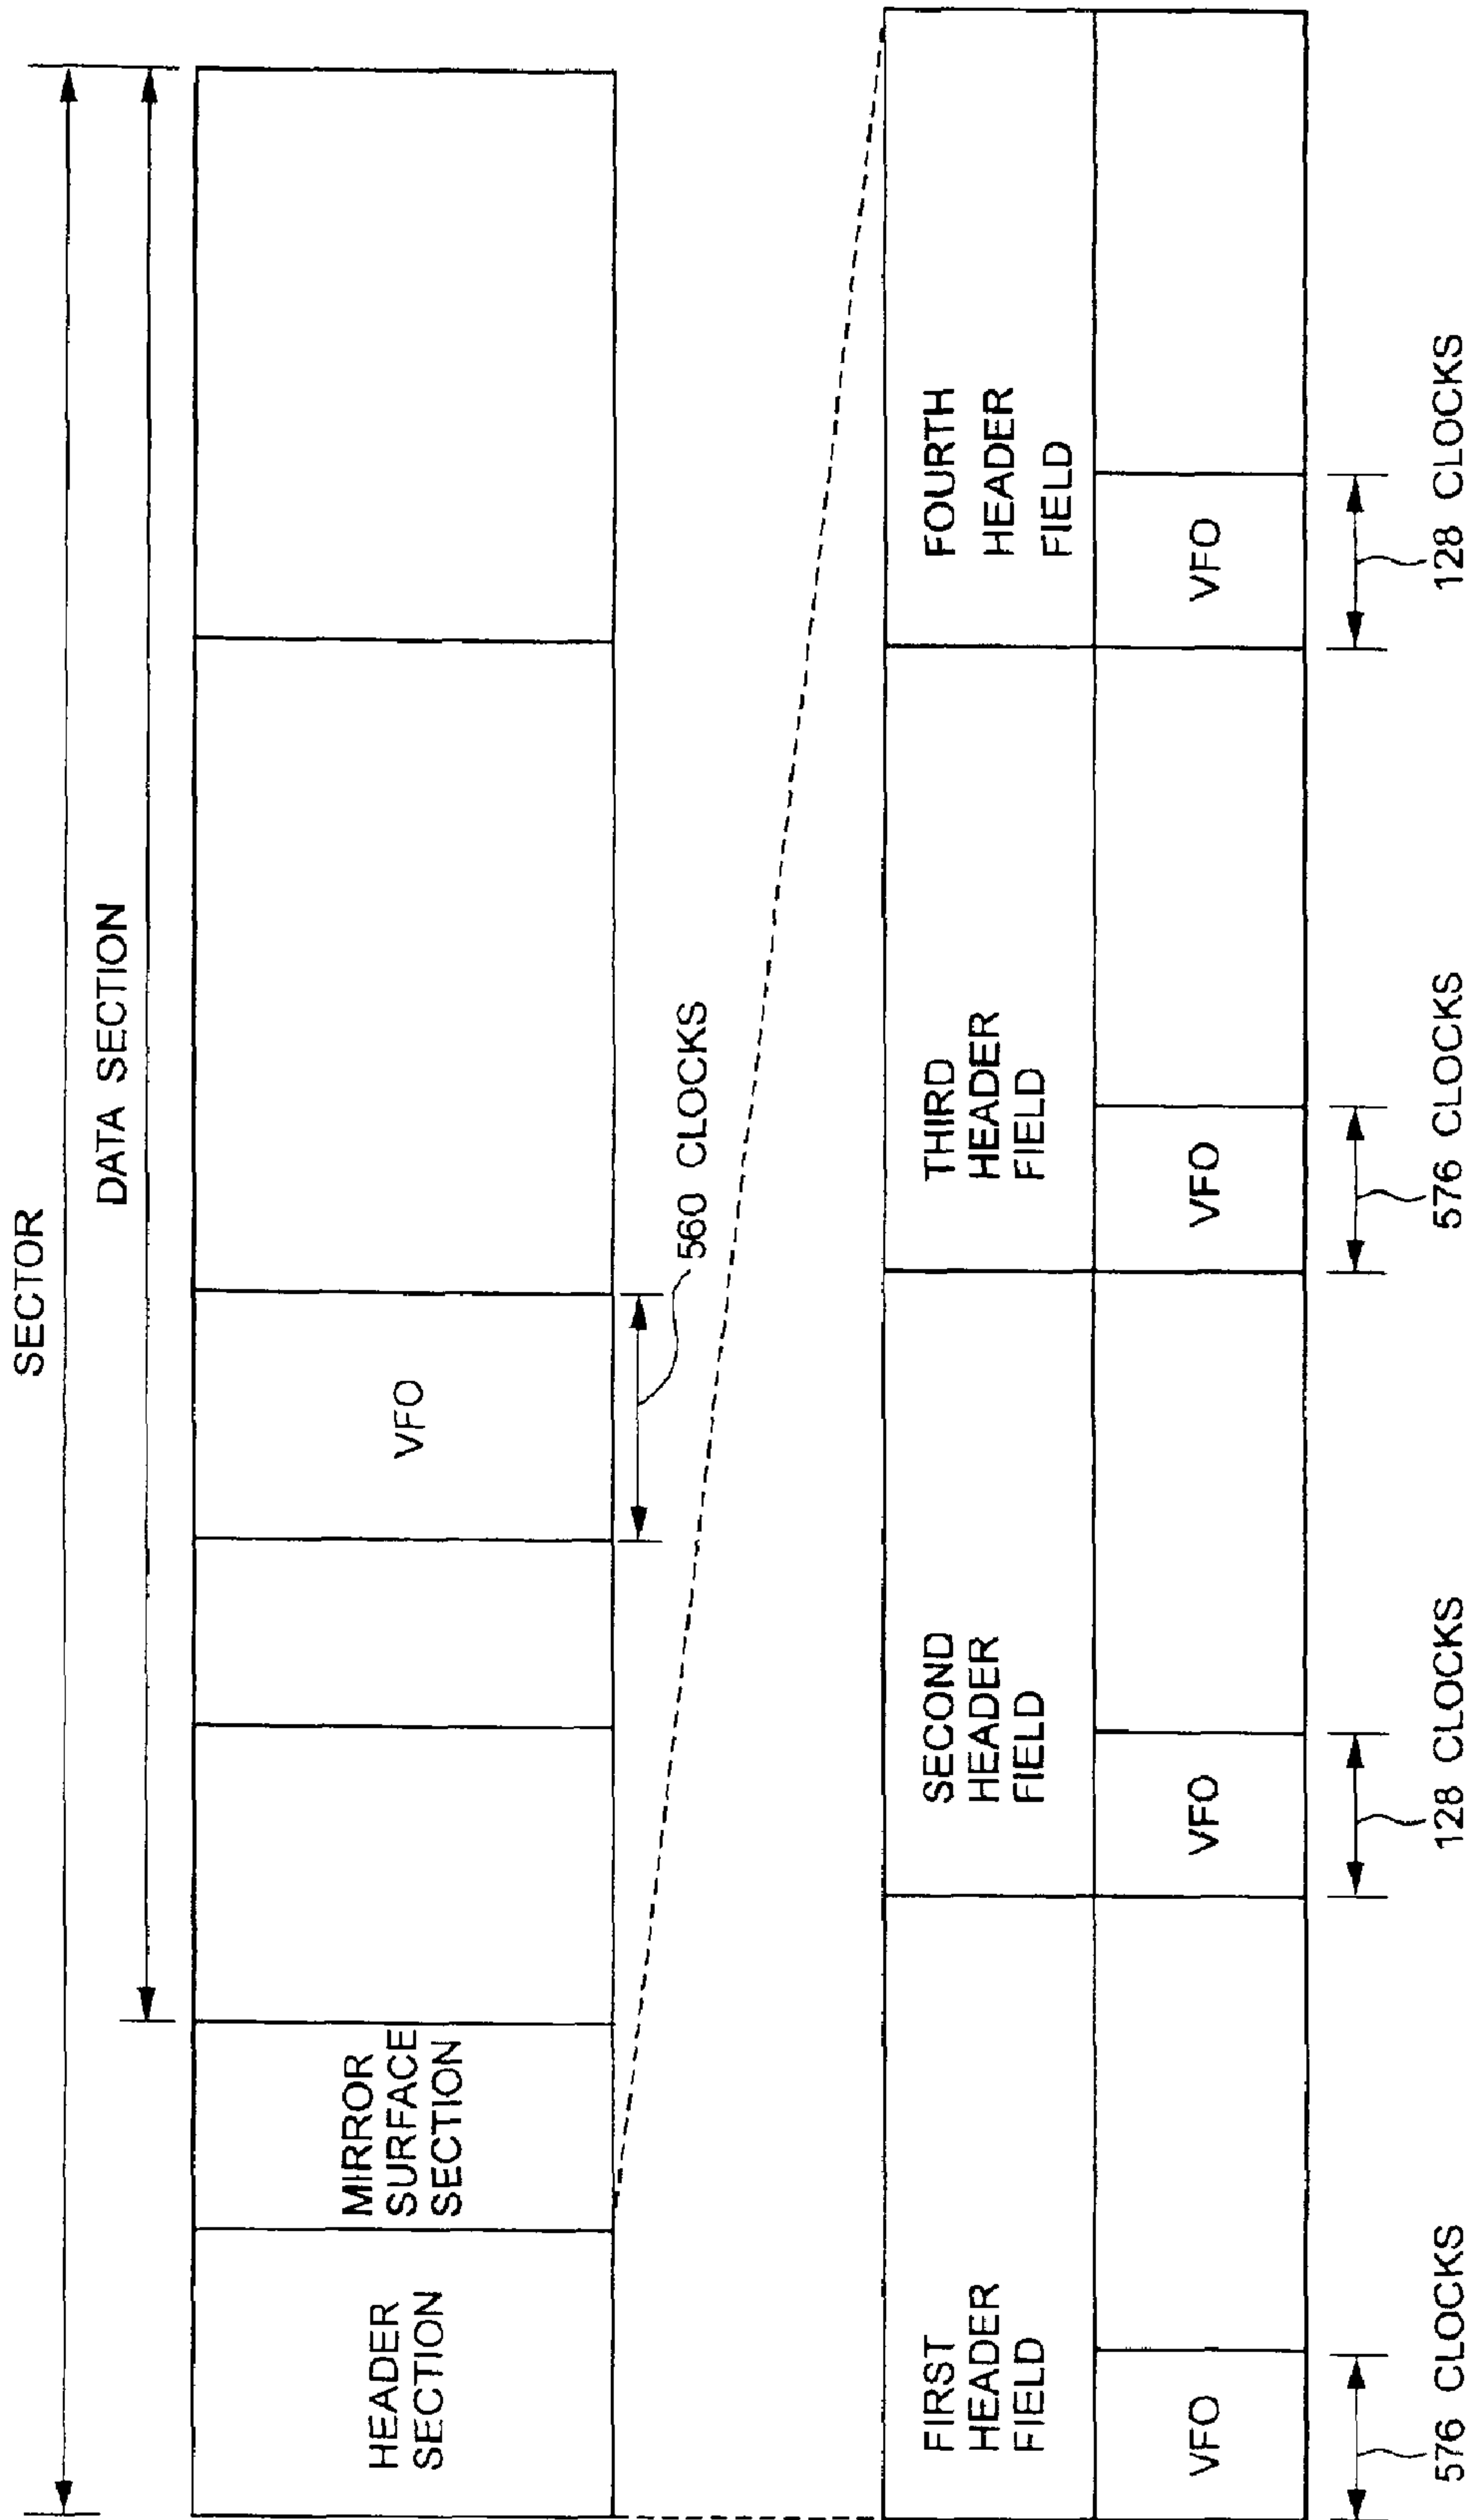 SECTOR
DATA SECTION
HEADER
SECTION
MIRROR
SURFACE
SECTION
VFO
560 CLOCKS
FIRST
HEADER
FIELD
SECOND
HEADER
FIELD
THIRD
HEADER
FIELD
FOURTH
HEADER
FIELD
VFO
VFO
VFO
VFO
576 CLOCKS
128 CLOCKS
576 CLOCKS
128 CLOCKS